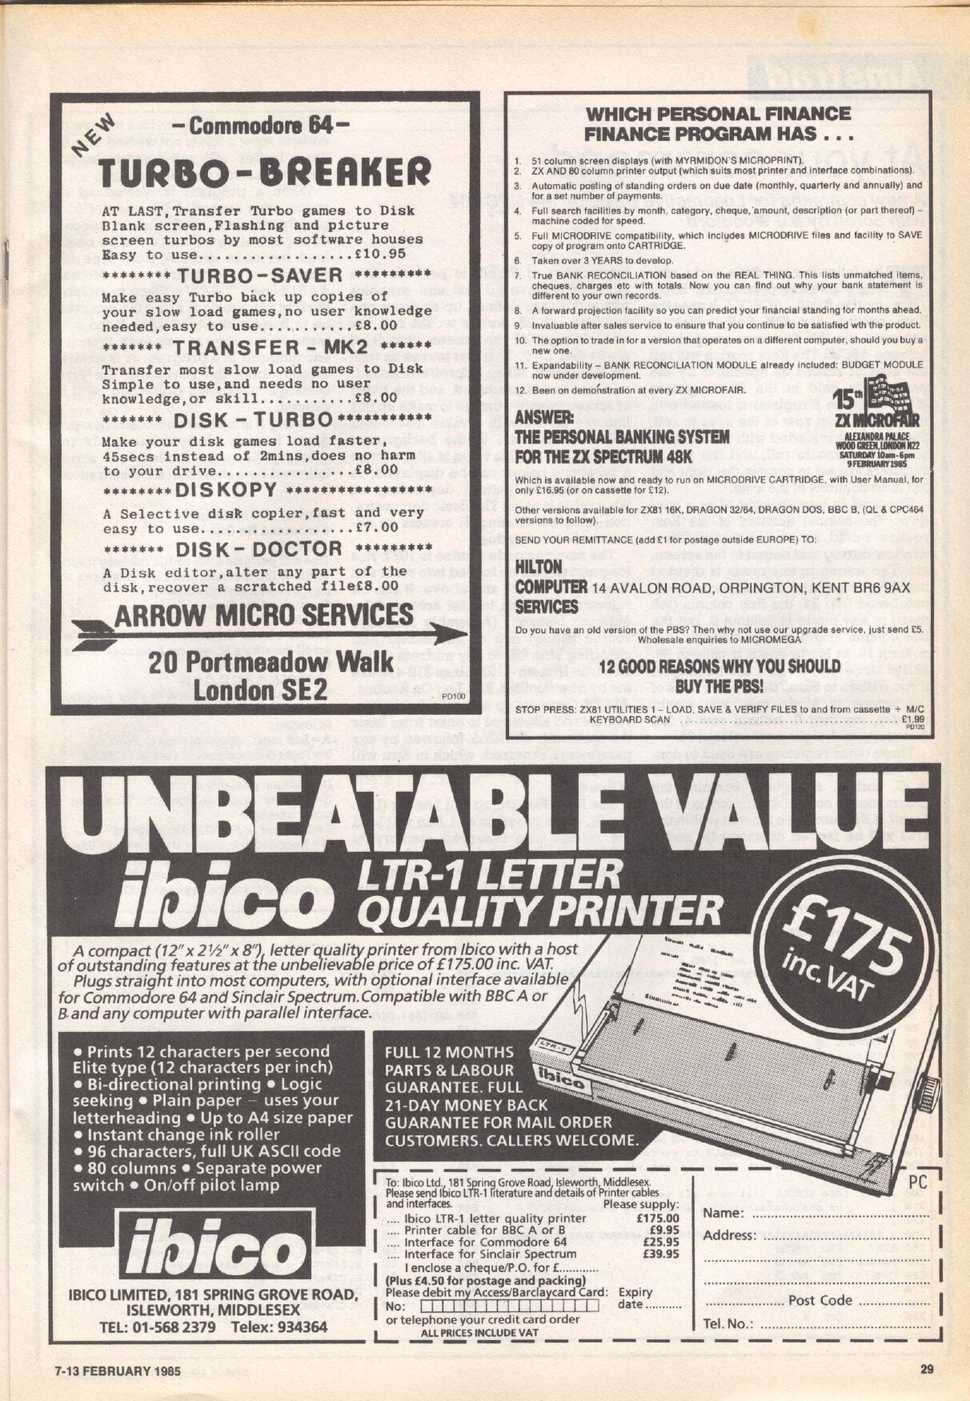 NEW
- Commodore 64 -
TURBO-BREAKER
AT LAST,Transfer Turbo games to Disk
Blank screen,Flashing and picture
screen turbos by most software houses
Easy to use..................£10.95
******** TURBO-SAVER *********
Make easy Turbo back up copies of
your slow load games,no user knowledge
needed,easy to use...........£8.00
******* TRANSFER-MK2 ******
Transfer most slow load games to Disk
Simple to use,and needs no user
knowledge,or skill...........£8.00
******* DISK-TURBO***********
Make your disk games load faster,
45secs instead of 2mins,does no harm
to your drive................£8.00
********DISKOPY *****************
A Selective disk copier,fast and very
easy to use..................£7.00
******* DISK-DOCTOR *********
A Disk editor,alter any part of the
disk,recover a scratched file£8.00
ARROW MICRO SERVICES
20 Portmeadow Walk
London SE2
PD100
WHICH PERSONAL FINANCE
FINANCE PROGRAM HAS . . .
1. 51 column screen displays (with MYRMIDON'S MICROPRINT).
2. ZX AND 80 column printer output (which suits most printer and interface combinations).
3. Automatic posting of standing orders on due date (monthly, quarterly and annually) and
for a set number of payments.
4. Full search facilities by month, category, cheque, amount, description (or part thereof) –
machine coded for speed.
5. Full MICRODRIVE compatibility, which includes MICRODRIVE files and facility to SAVE
copy of program onto CARTRIDGE.
6. Taken over 3 YEARS to develop.
7. True BANK RECONCILIATION based on the REAL THING. This lists unmatched items,
cheques, charges etc with totals. Now you can find out why your bank statement is
different to your own records.
8. A forward projection facility so you can predict your financial standing for months ahead.
9. Invaluable after sales service to ensure that you continue to be satisfied wth the product.
10. The option to trade in for a version that operates on a different computer, should you buy a
new one.
11. Expandability – BANK RECONCILIATION MODULE already included: BUDGET MODULE
now under development.
12. Been on demonstration at every ZX MICROFAIR.
ANSWER:
THE PERSONAL BANKING SYSTEM
FOR THE ZX SPECTRUM 48K
15th
ZX MICROFAIR
ALEXANDRA PALACE
WOOD GREEN, LONDON N22
SATURDAY 10am-6pm
9 FEBRUARY 1985
Which is available now and ready to run on MICRODRIVE CARTRIDGE, with User Manual, for
only £16.95 (or on cassette for £12).
Other versions available for ZX81 16K, DRAGON 32/64, DRAGON DOS, BBC B, (QL & CPC464
versions to follow).
SEND YOUR REMITTANCE (add £1 for postage outside EUROPE) TO:
HILTON
COMPUTER 14 AVALON ROAD, ORPINGTON, KENT BR6 9AX
SERVICES
Do you have an old version of the PBS? Then why not use our upgrade service, just send £5.
Wholesale enquiries to MICROMEGA
12 GOOD REASONS WHY YOU SHOULD
BUY THE PBS!
STOP PRESS: ZX81 UTILITIES 1 – LOAD, SAVE & VERIFY FILES to and from cassette + M/C
KEYBOARD SCAN ................................................ £1.99
PD120
UNBEATABLE VALUE
ibico LTR-1 LETTER
QUALITY PRINTER
£175
inc. VAT
A compact (12" x 2½" x 8"), letter quality printer from Ibico with a host
of outstanding features at the unbelievable price of £175.00 inc. VAT.
Plugs straight into most computers, with optional interface available
for Commodore 64 and Sinclair Spectrum. Compatible with BBC A or
B and any computer with parallel interface.
• Prints 12 characters per second
Elite type (12 characters per inch)
• Bi-directional printing • Logic
seeking • Plain paper – uses your
letterheading • Up to A4 size paper
• Instant change ink roller
• 96 characters, full UK ASCII code
• 80 columns • Separate power
switch • On/off pilot lamp
FULL 12 MONTHS
PARTS & LABOUR
GUARANTEE. FULL
21-DAY MONEY BACK
GUARANTEE FOR MAIL ORDER
CUSTOMERS. CALLERS WELCOME.
LTR-1
ibico
ibico
IBICO LIMITED, 181 SPRING GROVE ROAD,
ISLEWORTH, MIDDLESEX
TEL: 01-568 2379 Telex: 934364
To: Ibico Ltd., 181 Spring Grove Road, Isleworth, Middlesex.
Please send Ibico LTR-1 literature and details of Printer cables
and interfaces. Please supply:
.... Ibico LTR-1 letter quality printer £175.00
.... Printer cable for BBC A or B £9.95
.... Interface for Commodore 64 £25.95
.... Interface for Sinclair Spectrum £39.95
I enclose a cheque/P.O. for £............
(Plus £4.50 for postage and packing)
Please debit my Access/Barclaycard Card: Expiry
No: date ..........
or telephone your credit card order
ALL PRICES INCLUDE VAT
PC
Name: ..............................
Address: ..............................
.............. Post Code ..............
Tel. No.: ..............................
7-13 FEBRUARY 1985
29